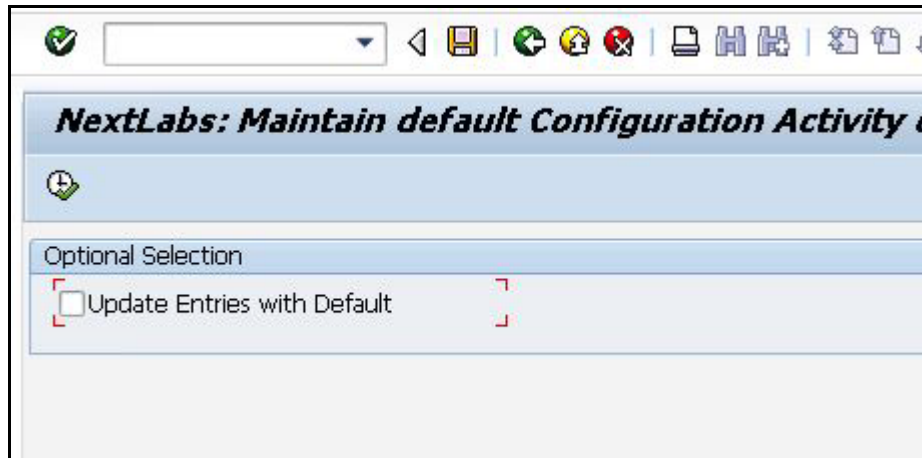 NextLabs: Maintain default Configuration Activity
Optional Selection
Update Entries with Default